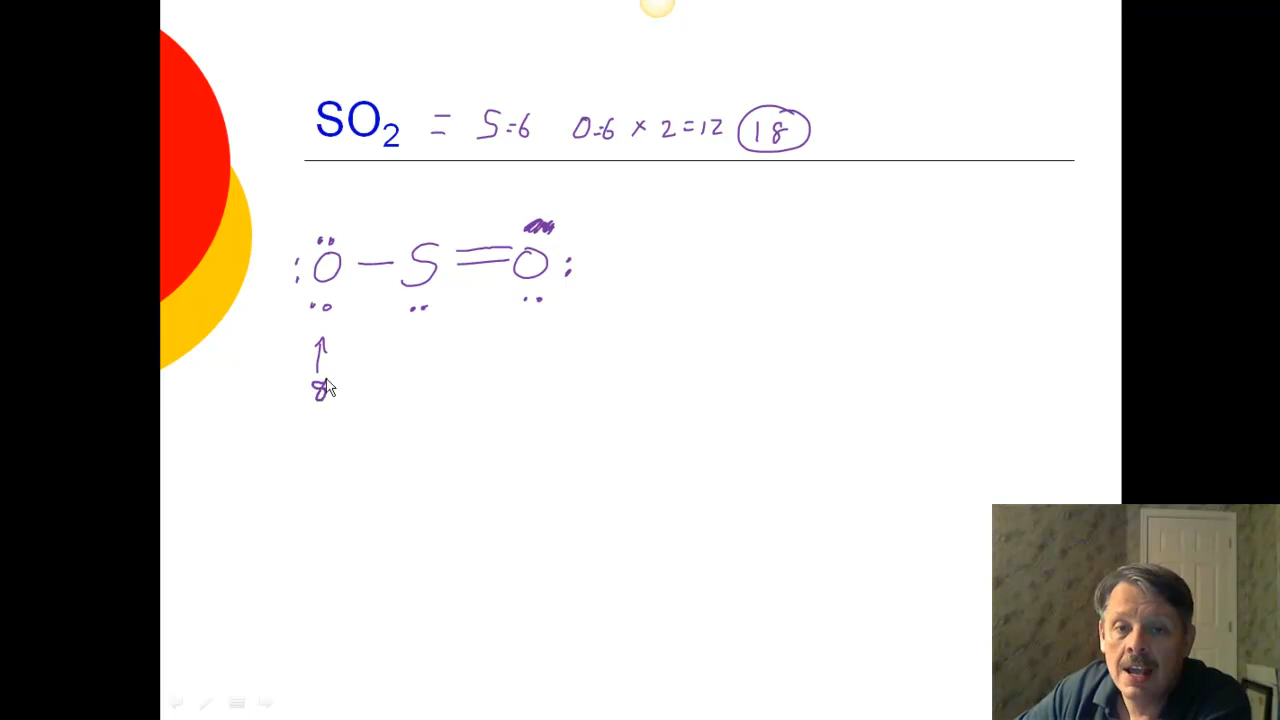 SO₂ = S=6 O=6 × 2=12 18
:O–S=O:
8